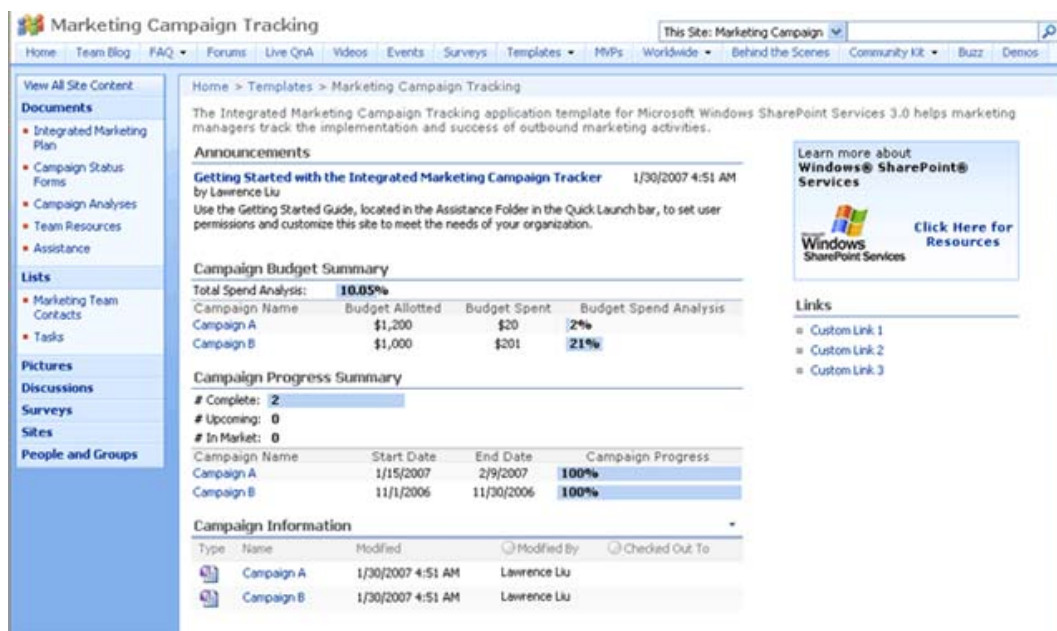 Marketing Campaign Tracking
This Site: Marketing Campaign
Home Team Blog FAQ Forums Live QnA Videos Events Surveys Templates MVPs Worldwide Behind the Scenes Community Kit Buzz Demos
View All Site Content
Documents
Integrated Marketing
Plan
Campaign Status
Forms
Campaign Analyses
Team Resources
Assistance
Lists
Marketing Team
Contacts
Tasks
Pictures
Discussions
Surveys
Sites
People and Groups
Home > Templates > Marketing Campaign Tracking
The Integrated Marketing Campaign Tracking application template for Microsoft Windows SharePoint Services 3.0 helps marketing
managers track the implementation and success of outbound marketing activities.
Announcements
Getting Started with the Integrated Marketing Campaign Tracker 1/30/2007 4:51 AM
by Lawrence Liu
Use the Getting Started Guide, located in the Assistance Folder in the Quick Launch bar, to set user
permissions and customize this site to meet the needs of your organization.
Campaign Budget Summary
Total Spend Analysis: 10.05%
Campaign Name Budget Allotted Budget Spent Budget Spend Analysis
Campaign A $1,200 $20 2%
Campaign B $1,000 $201 21%
Campaign Progress Summary
# Complete: 2
# Upcoming: 0
# In Market: 0
Campaign Name Start Date End Date Campaign Progress
Campaign A 1/15/2007 2/9/2007 100%
Campaign B 11/1/2006 11/30/2006 100%
Campaign Information
Type Name Modified Modified By Checked Out To
Campaign A 1/30/2007 4:51 AM Lawrence Liu
Campaign B 1/30/2007 4:51 AM Lawrence Liu
Learn more about
Windows® SharePoint®
Services
Windows
SharePoint Services
Click Here for
Resources
Links
Custom Link 1
Custom Link 2
Custom Link 3